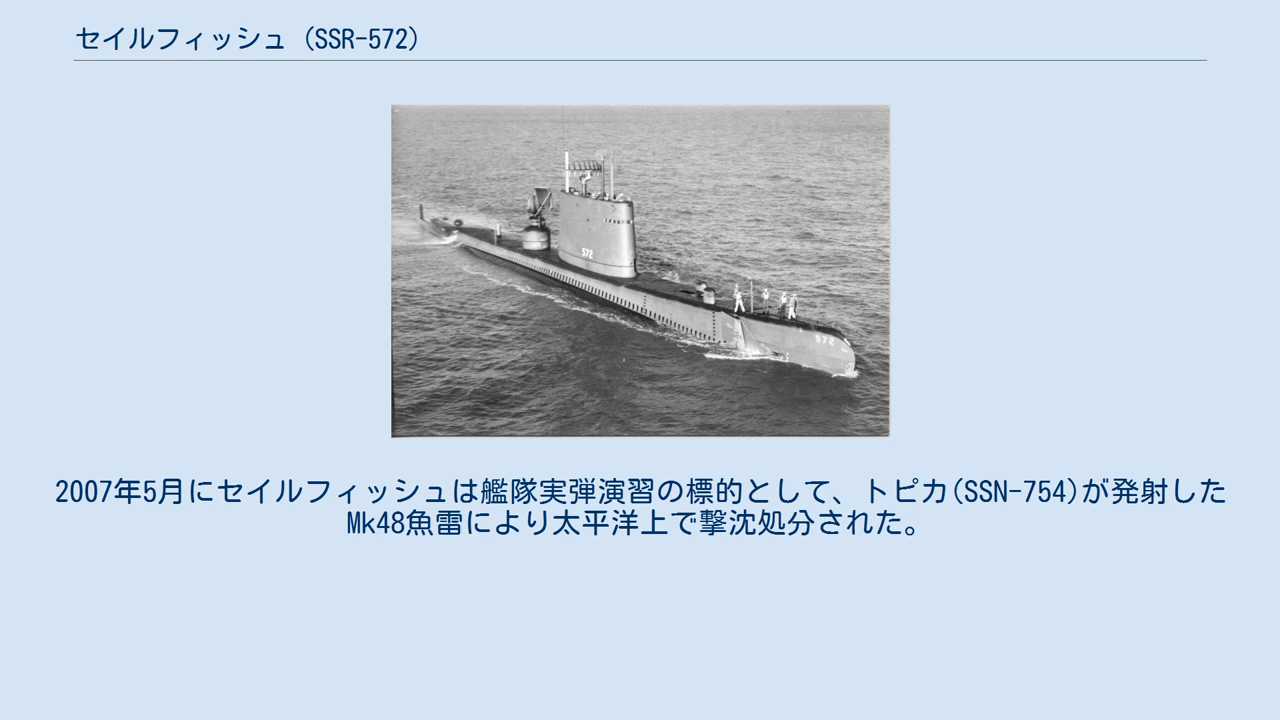 セイルフィッシュ (SSR-572)
572
572
2007年5月にセイルフィッシュは艦隊実弾演習の標的として、トピカ(SSN-754)が発射した
Mk48魚雷により太平洋上で撃沈処分された。